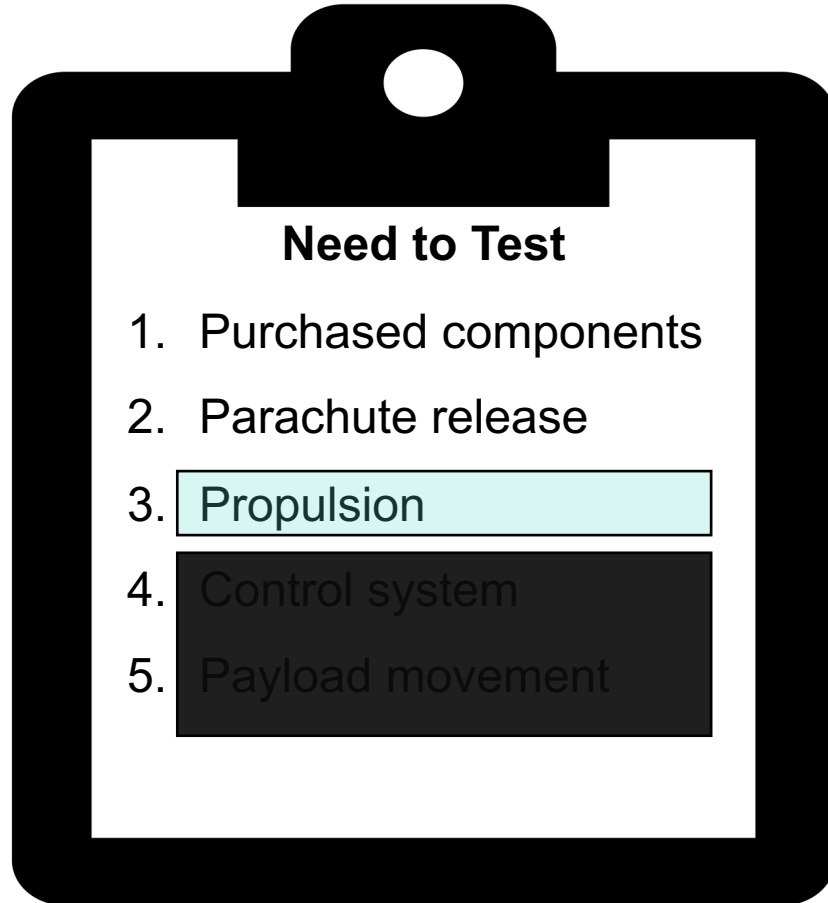 Need to Test
1. Purchased components
2. Parachute release
3. Propulsion
4. Control system
5. Payload movement